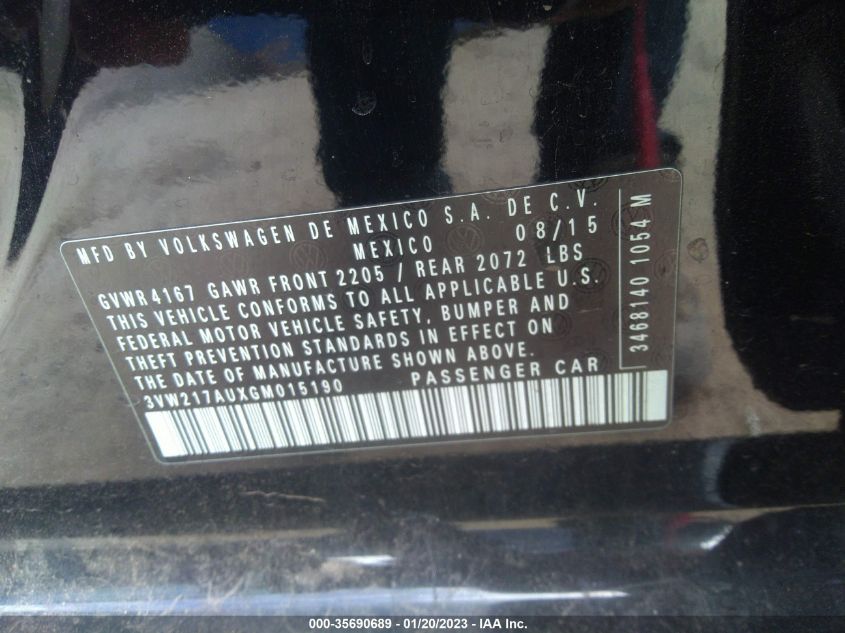 MFD BY VOLKSWAGEN DE MEXICO S.A. DE C.V.
MEXICO 08/15
GVWR 4167 GAWR FRONT 2205 / REAR 2072 LBS
THIS VEHICLE CONFORMS TO ALL APPLICABLE U.S.
FEDERAL MOTOR VEHICLE SAFETY, BUMPER AND
THEFT PREVENTION STANDARDS IN EFFECT ON
THE DATE OF MANUFACTURE SHOWN ABOVE.
3VW217AUXGM015190 PASSENGER CAR
3468140 1054 M
000-35690689 - 01/20/2023 - IAA Inc.